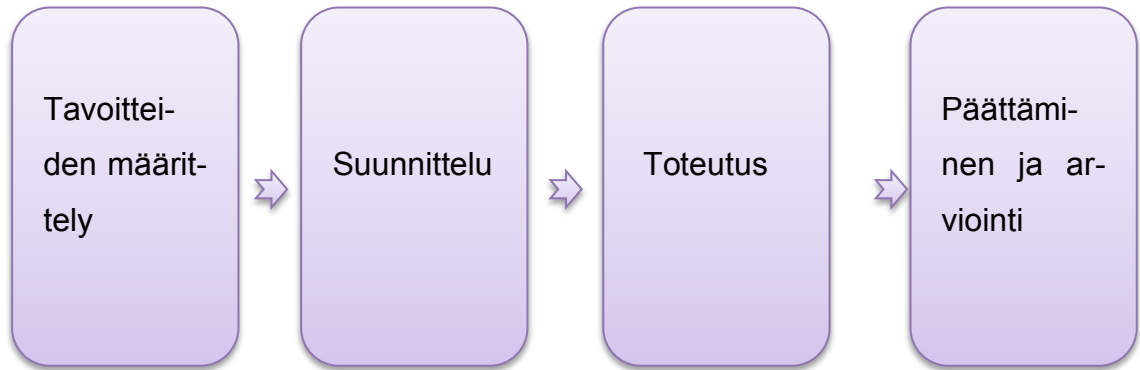 Tavoittei-
den määrit-
tely
Suunnittelu
Toteutus
Päättämi-
nen ja ar-
viointi